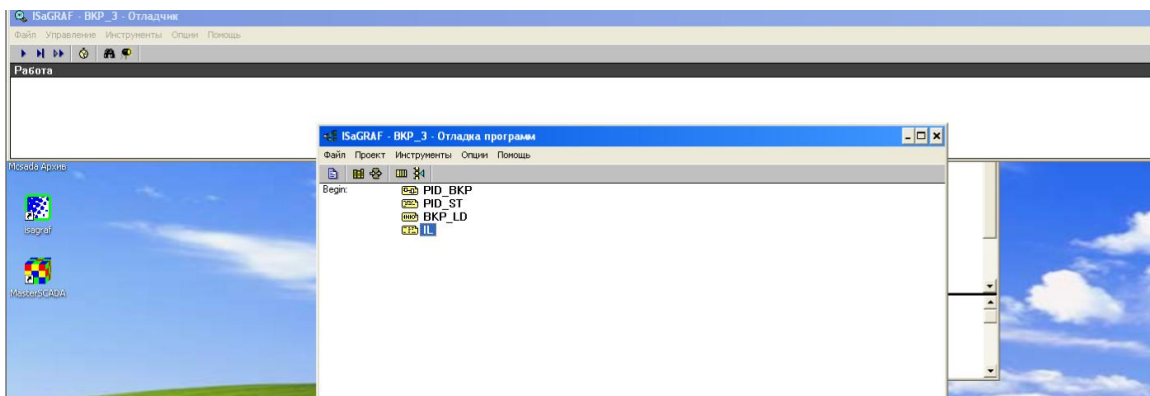 ISaGRAF - BKP_3 - Отладчик
Файл Управление Инструменты Опции Помощь
Работа
ISaGRAF - BKP_3 - Отладка программ
Файл Проект Инструменты Опции Помощь
Begin:
PID_BKP
PID_ST
BKP_LD
IL
Mcsada Архив
isagraf
MasterSCADA